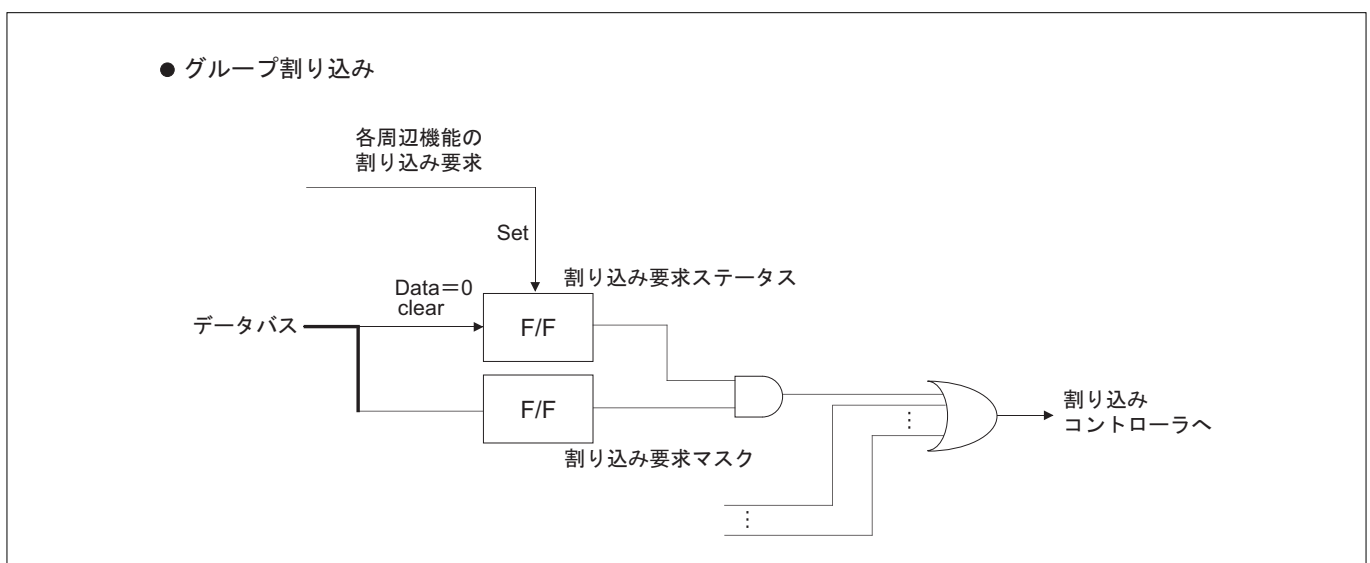 ● グループ割り込み
各周辺機能の
割り込み要求
Set
割り込み要求ステータス
Data＝0
clear
データバス
F/F
F/F
割り込み要求マスク
割り込み
コントローラへ